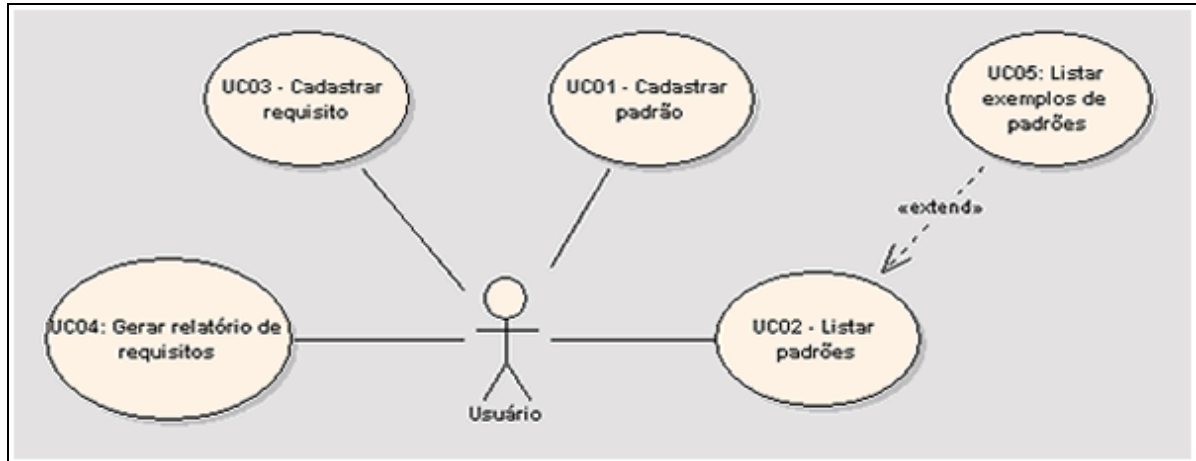 UC03 - Cadastrar
requisito
UC01 - Cadastrar
padrão
UC05: Listar
exemplos de
padrões
«extend»
UC04: Gerar relatório de
requisitos
UC02 - Listar
padrões
Usuário